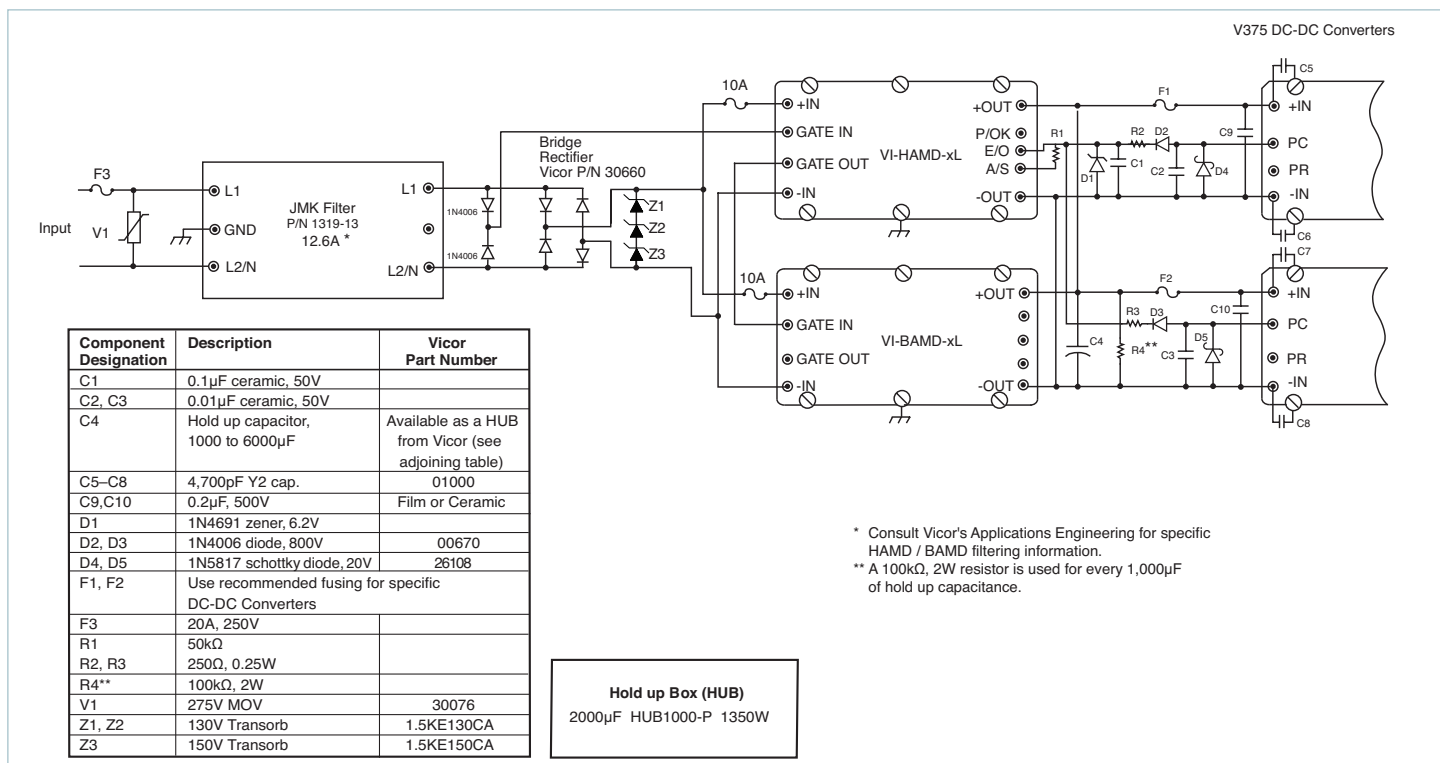 V375 DC-DC Converters
F3
Input
V1
L1
GND
L2/N
JMK Filter
P/N 1319-13
12.6A *
L1
L2/N
1N4006
1N4006
Bridge
Rectifier
Vicor P/N 30660
Z1
Z2
Z3
10A
+IN
GATE IN
GATE OUT
-IN
VI-HAMD-xL
+OUT
P/OK
E/O
A/S
-OUT
R1
D1
C1
R2
D2
C2
D4
F1
C9
C5
+IN
PC
PR
-IN
C6
10A
+IN
GATE IN
GATE OUT
-IN
VI-BAMD-xL
+OUT
-OUT
C4
R4**
R3
D3
C3
D5
F2
C10
C7
+IN
PC
PR
-IN
C8
Component Designation Description Vicor Part Number
C1 0.1µF ceramic, 50V
C2, C3 0.01µF ceramic, 50V
C4 Hold up capacitor, Available as a HUB
1000 to 6000µF from Vicor (see
adjoining table)
C5–C8 4,700pF Y2 cap. 01000
C9,C10 0.2µF, 500V Film or Ceramic
D1 1N4691 zener, 6.2V
D2, D3 1N4006 diode, 800V 00670
D4, D5 1N5817 schottky diode, 20V 26108
F1, F2 Use recommended fusing for specific
DC-DC Converters
F3 20A, 250V
R1 50kΩ
R2, R3 250Ω, 0.25W
R4** 100kΩ, 2W
V1 275V MOV 30076
Z1, Z2 130V Transorb 1.5KE130CA
Z3 150V Transorb 1.5KE150CA
Hold up Box (HUB)
2000µF HUB1000-P 1350W
* Consult Vicor's Applications Engineering for specific
HAMD / BAMD filtering information.
** A 100kΩ, 2W resistor is used for every 1,000µF
of hold up capacitance.